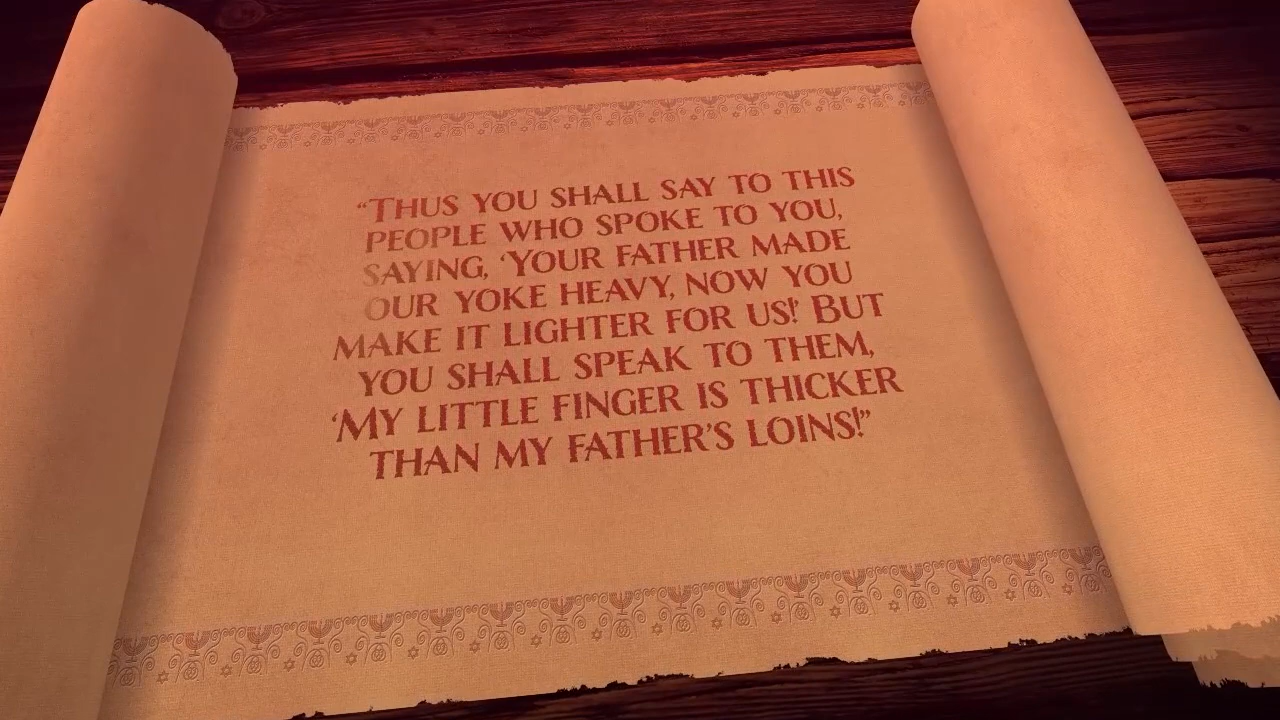 “Thus you shall say to this
people who spoke to you,
saying, ‘Your father made
our yoke heavy, now you
make it lighter for us!’ But
you shall speak to them,
‘My little finger is thicker
than my father’s loins!”